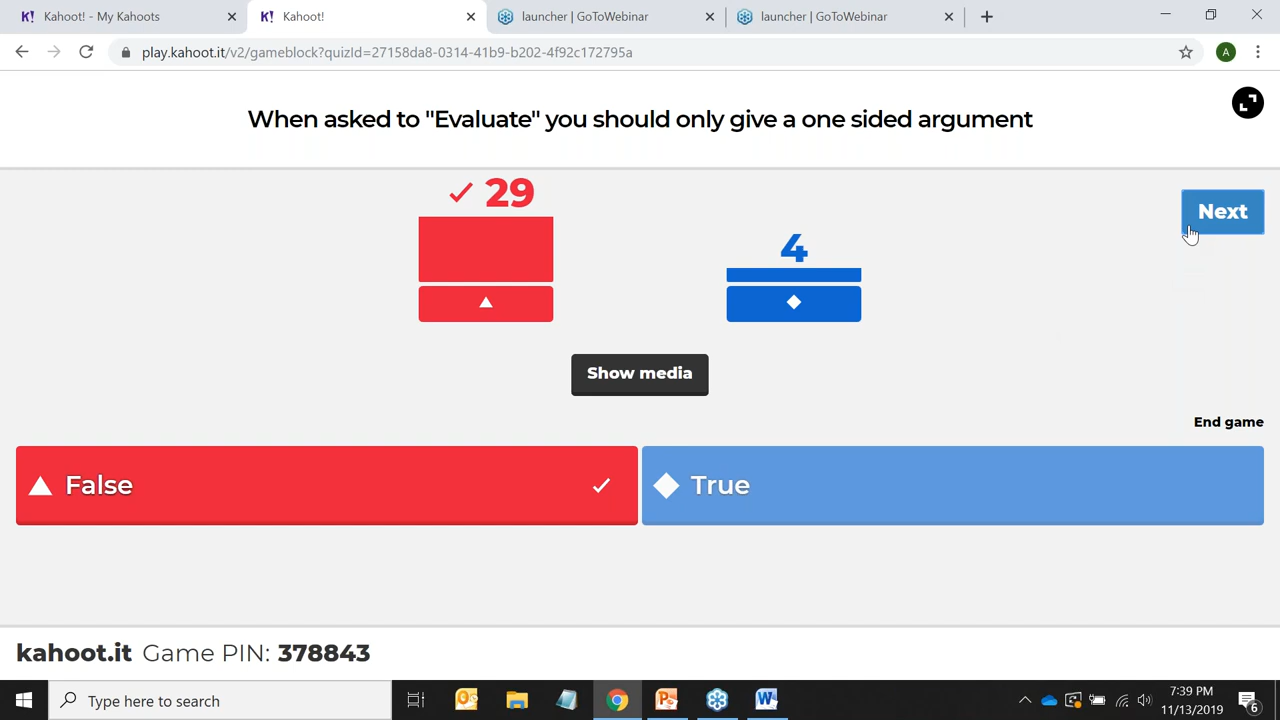 K! Kahoot! - My Kahoots
K! Kahoot!
launcher | GoToWebinar
launcher | GoToWebinar
play.kahoot.it/v2/gameblock?quizId=27158da8-0314-41b9-b202-4f92c172795a
A
When asked to "Evaluate" you should only give a one sided argument
29
4
Next
Show media
End game
False
True
kahoot.it Game PIN: 378843
Type here to search
7:39 PM
11/13/2019
6